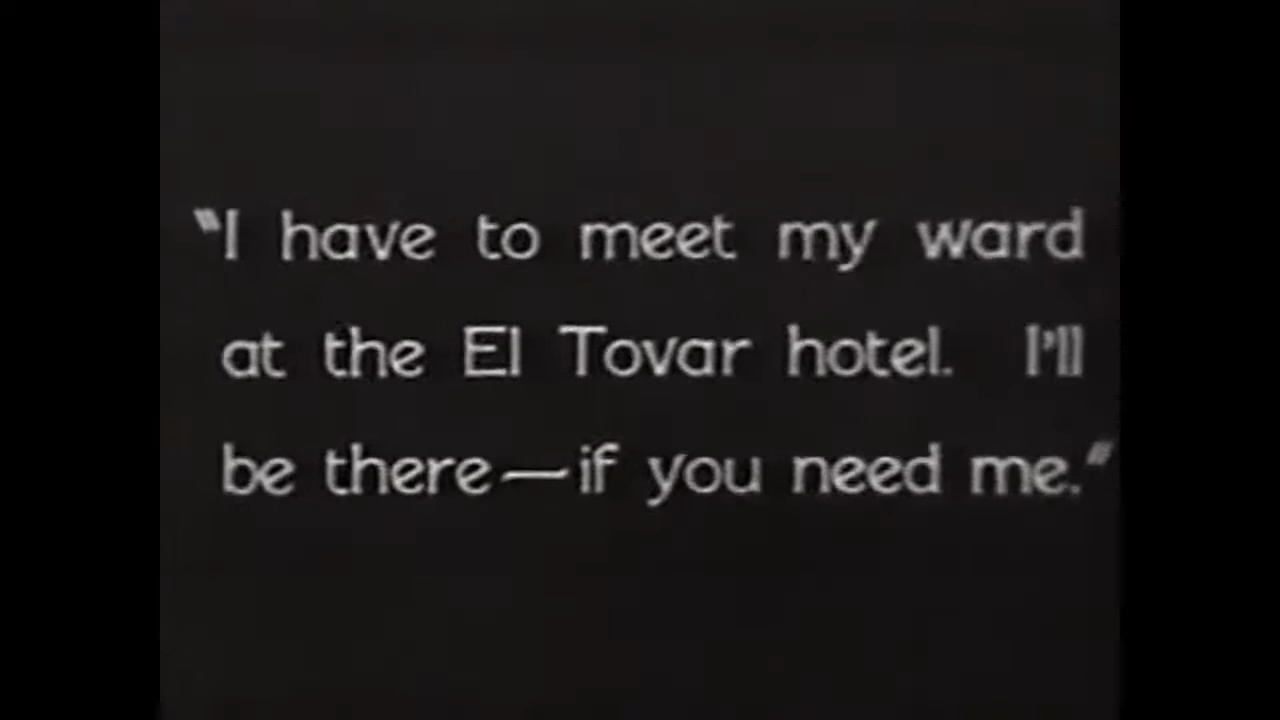 "I have to meet my ward
at the El Tovar hotel. I'll
be there—if you need me."